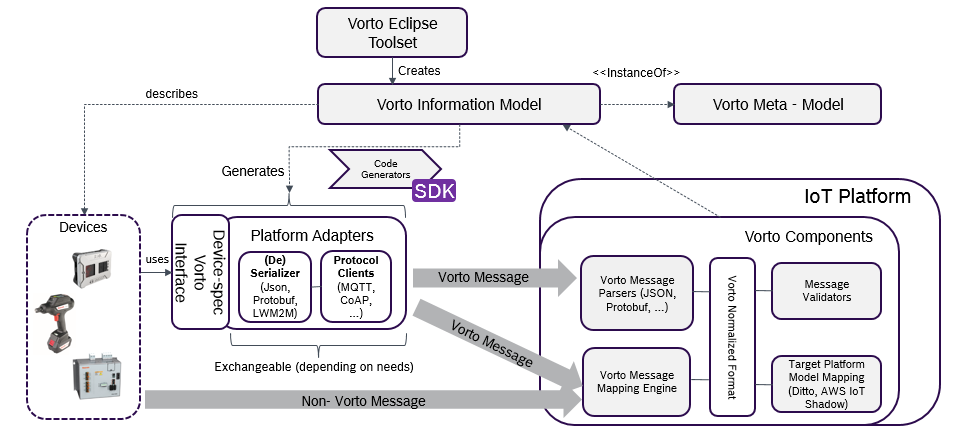 Vorto Eclipse
Toolset
Creates
<<InstanceOf>>
describes
Vorto Information Model
Vorto Meta - Model
Generates
Code
Generators
SDK
IoT Platform
Devices
Device-spec
Vorto
Interface
Platform Adapters
Vorto Components
uses
(De)
Serializer
(Json,
Protobuf,
LWM2M)
Protocol
Clients
(MQTT,
CoAP,
...)
Vorto Message
Vorto Message
Parsers (JSON,
Protobuf, ...)
Vorto Normalized Format
Message
Validators
Vorto Message
Exchangeable (depending on needs)
Vorto Message
Mapping Engine
Target Platform
Model Mapping
(Ditto, AWS IoT
Shadow)
Non- Vorto Message